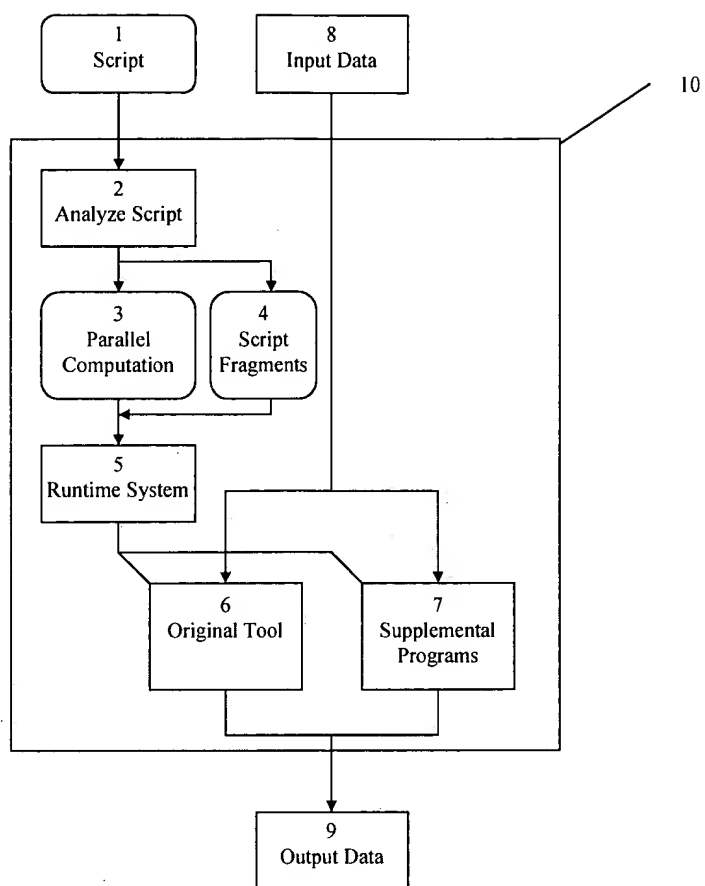 1
Script
8
Input Data
10
2
Analyze Script
3
Parallel
Computation
4
Script
Fragments
5
Runtime System
6
Original Tool
7
Supplemental
Programs
9
Output Data